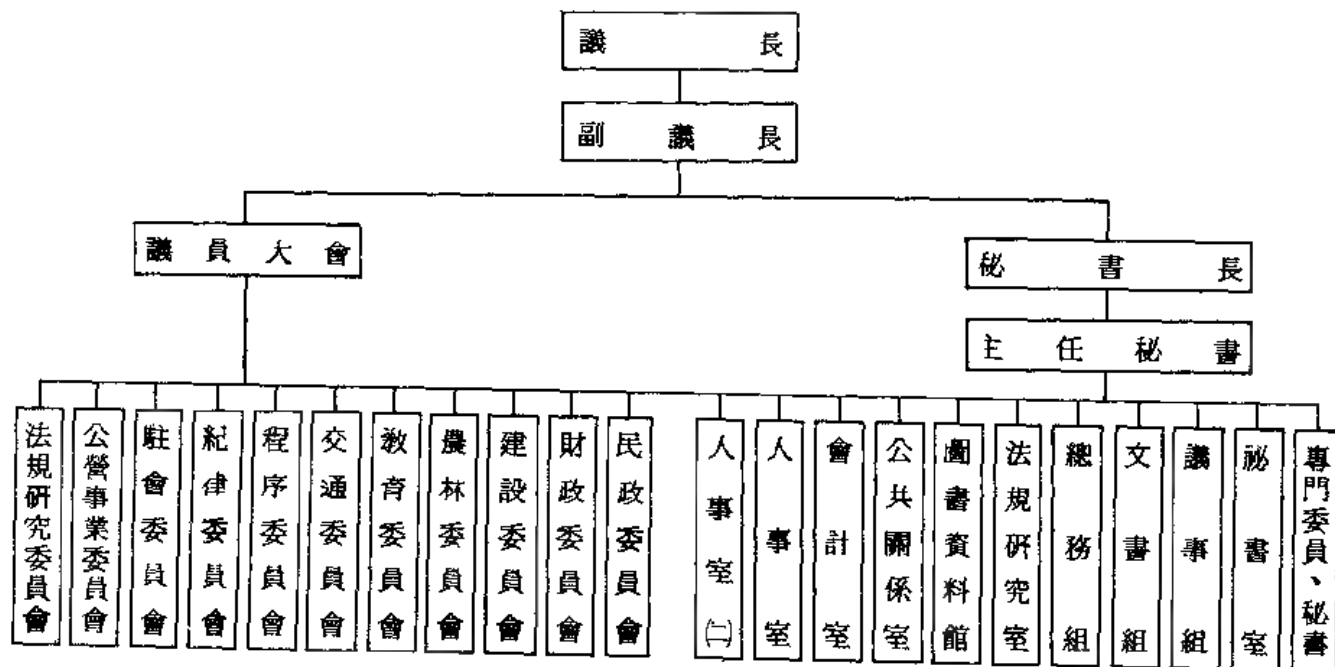 議長
副議長
議員大會
秘書長
主任秘書
法規研究委員會
公營事業委員會
駐會委員會
紀律委員會
程序委員會
交通委員會
教育委員會
農林委員會
建設委員會
財政委員會
民政委員會
人事室㈡
人事室
會計室
公共關係室
圖書資料館
法規研究室
總務組
文書組
議事組
祕書室
專門委員、秘書